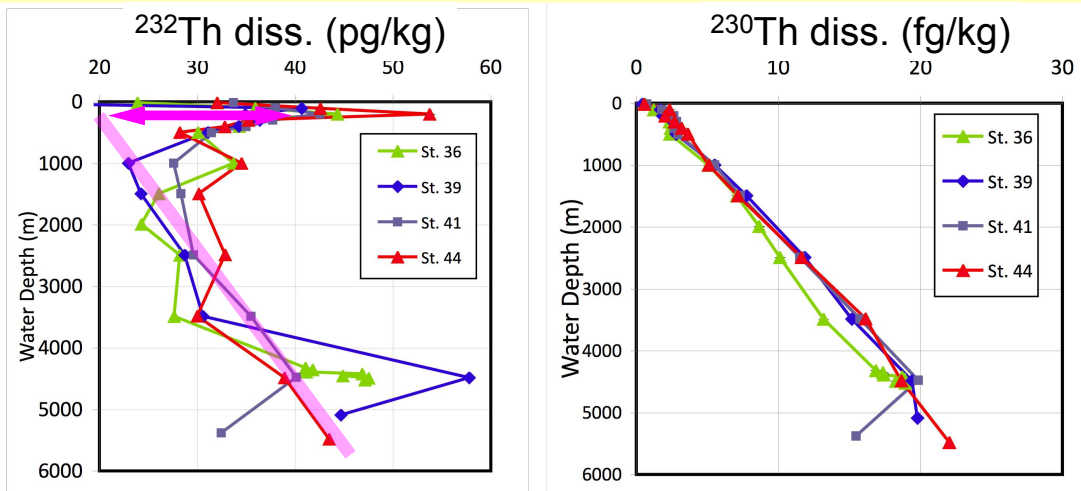 ²³²Th diss. (pg/kg)
20 30 40 50 60
0
1000
2000
3000
4000
5000
6000
Water Depth (m)
St. 36
St. 39
St. 41
St. 44
²³⁰Th diss. (fg/kg)
0 10 20 30
0
1000
2000
3000
4000
5000
6000
Water Depth (m)
St. 36
St. 39
St. 41
St. 44